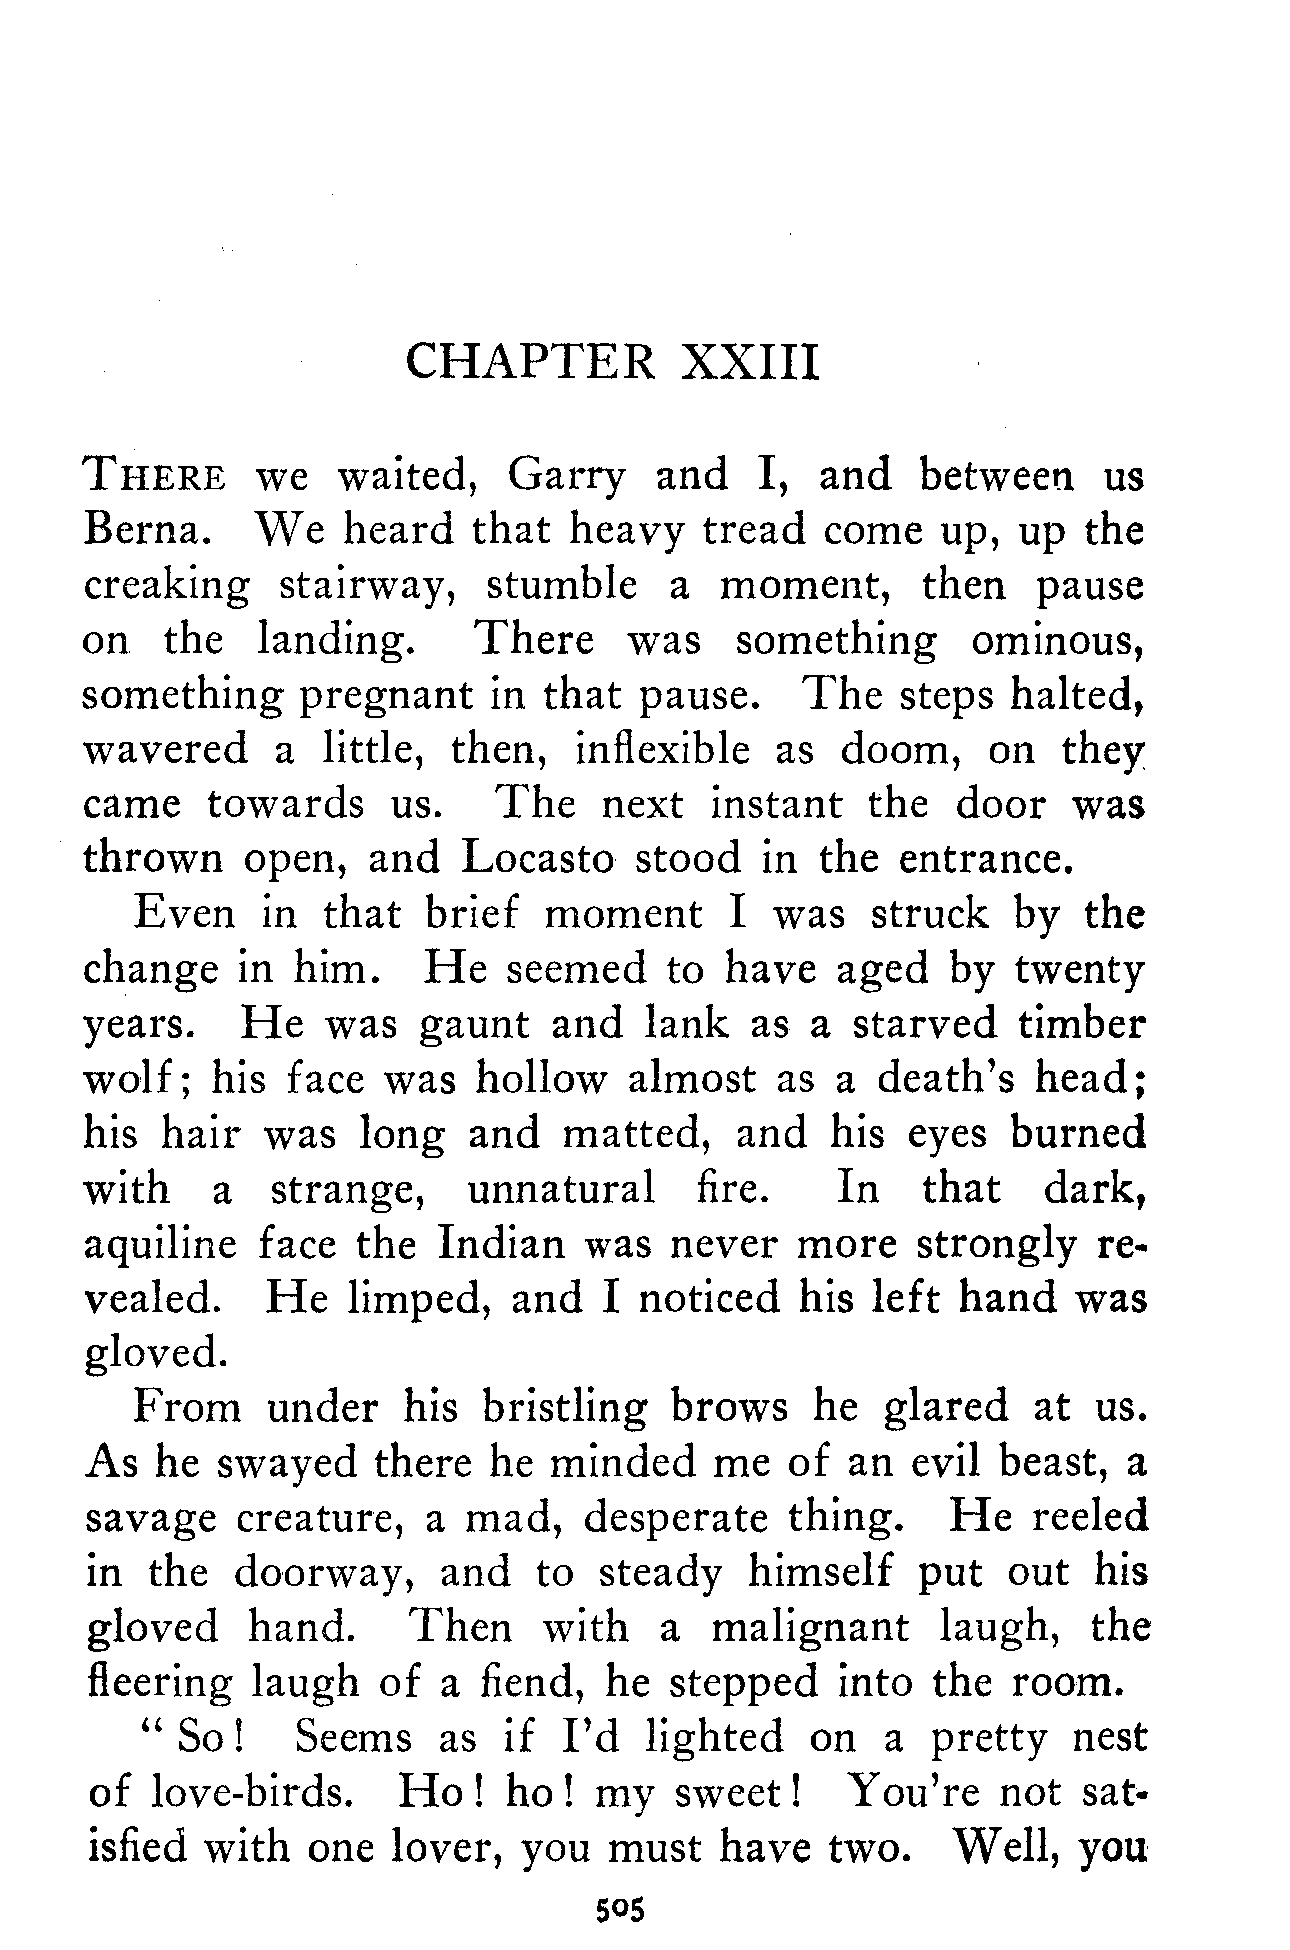 CHAPTER XXIII
THERE we waited, Garry and I, and between us
Berna. We heard that heavy tread come up, up the
creaking stairway, stumble a moment, then pause
on the landing. There was something ominous,
something pregnant in that pause. The steps halted,
wavered a little, then, inflexible as doom, on they
came towards us. The next instant the door was
thrown open, and Locasto stood in the entrance.
Even in that brief moment I was struck by the
change in him. He seemed to have aged by twenty
years. He was gaunt and lank as a starved timber
wolf; his face was hollow almost as a death's head;
his hair was long and matted, and his eyes burned
with a strange, unnatural fire. In that dark,
aquiline face the Indian was never more strongly re-
vealed. He limped, and I noticed his left hand was
gloved.
From under his bristling brows he glared at us.
As he swayed there he minded me of an evil beast, a
savage creature, a mad, desperate thing. He reeled
in the doorway, and to steady himself put out his
gloved hand. Then with a malignant laugh, the
fleering laugh of a fiend, he stepped into the room.
"So! Seems as if I'd lighted on a pretty nest
of love-birds. Ho! ho! my sweet! You're not sat-
isfied with one lover, you must have two. Well, you
505